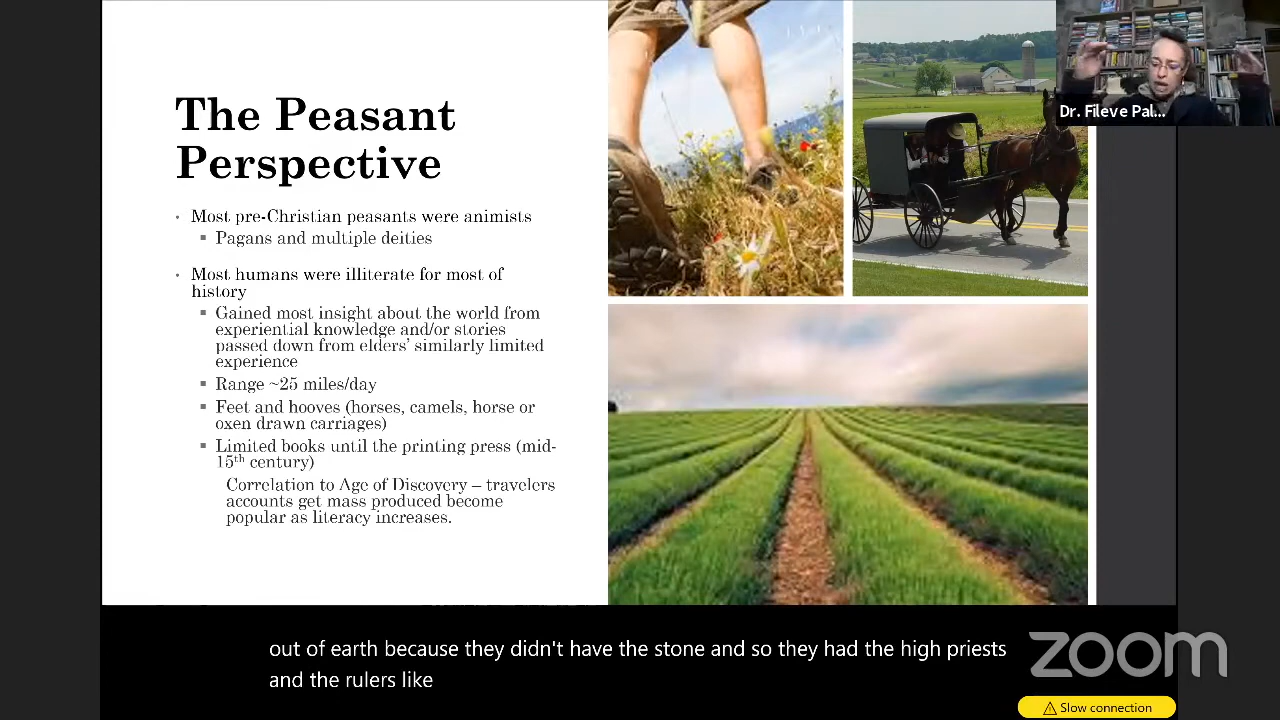 The Peasant
Perspective
• Most pre-Christian peasants were animists
▪ Pagans and multiple deities
• Most humans were illiterate for most of
history
▪ Gained most insight about the world from
experiential knowledge and/or stories
passed down from elders' similarly limited
experience
▪ Range ~25 miles/day
▪ Feet and hooves (horses, camels, horse or
oxen drawn carriages)
▪ Limited books until the printing press (mid-
15th century)
Correlation to Age of Discovery – travelers
accounts get mass produced become
popular as literacy increases.
Dr. Fileve Pal...
out of earth because they didn't have the stone and so they had the high priests
and the rulers like
zoom
Slow connection